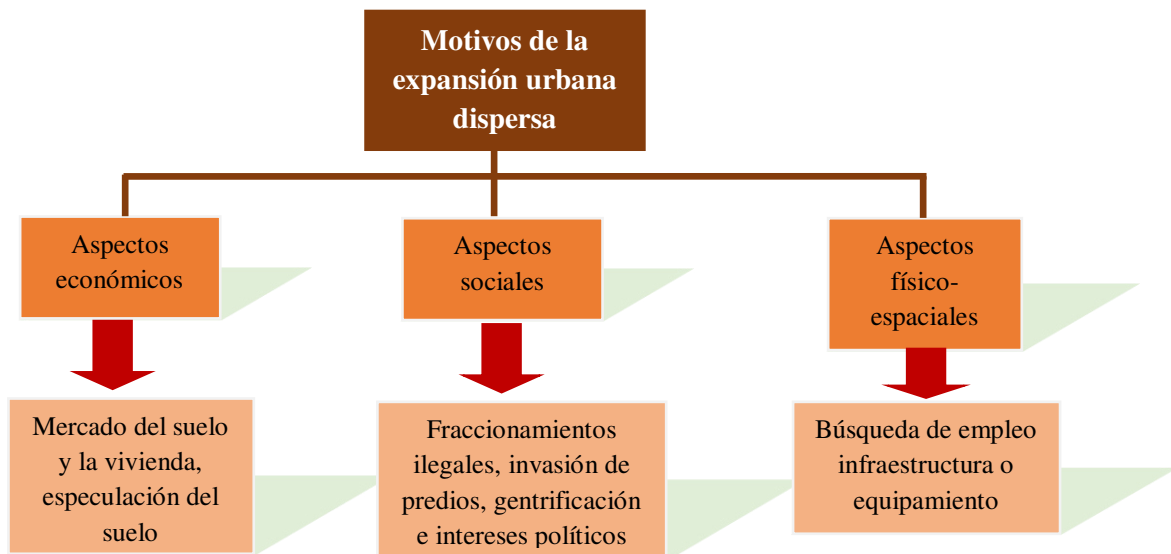 Motivos de la
expansión urbana
dispersa
Aspectos
económicos
Aspectos
sociales
Aspectos
físico-
espaciales
Mercado del suelo
y la vivienda,
especulación del
suelo
Fraccionamientos
ilegales, invasión de
predios, gentrificación
e intereses políticos
Búsqueda de empleo
infraestructura o
equipamiento